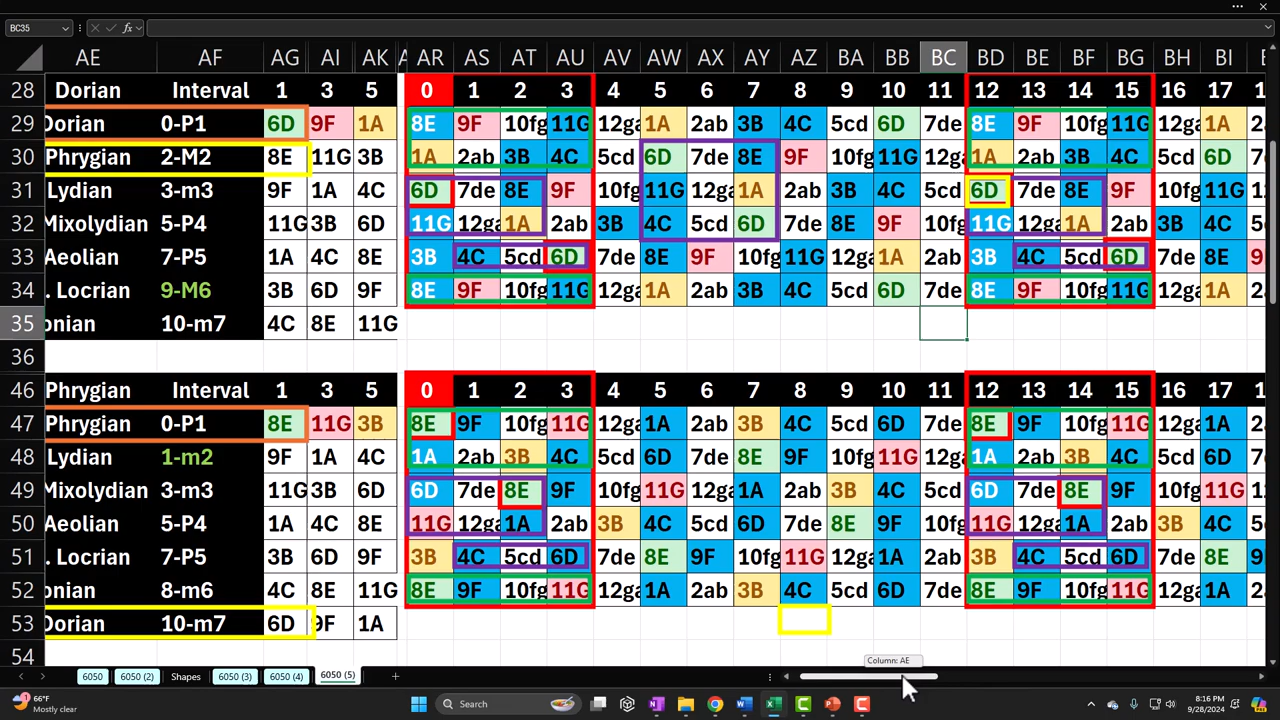 BC35 fx
AE AF AG AI AK A AR AS AT AU AV AW AX AY AZ BA BB BC BD BE BF BG BH BI
28 Dorian Interval 1 3 5 0 1 2 3 4 5 6 7 8 9 10 11 12 13 14 15 16 17
29 Dorian 0-P1 6D 9F 1A 8E 9F 10fg 11G 12ga 1A 2ab 3B 4C 5cd 6D 7de 8E 9F 10fg 11G 12ga 1A
30 Phrygian 2-M2 8E 11G 3B 1A 2ab 3B 4C 5cd 6D 7de 8E 9F 10fg 11G 12ga 1A 2ab 3B 4C 5cd 6D
31 Lydian 3-m3 9F 1A 4C 6D 7de 8E 9F 10fg 11G 12ga 1A 2ab 3B 4C 5cd 6D 7de 8E 9F 10fg 11G
32 Mixolydian 5-P4 11G 3B 6D 11G 12ga 1A 2ab 3B 4C 5cd 6D 7de 8E 9F 10fg 11G 12ga 1A 2ab 3B 4C
33 Aeolian 7-P5 1A 4C 8E 3B 4C 5cd 6D 7de 8E 9F 10fg 11G 12ga 1A 2ab 3B 4C 5cd 6D 7de 8E 9
34 . Locrian 9-M6 3B 6D 9F 8E 9F 10fg 11G 12ga 1A 2ab 3B 4C 5cd 6D 7de 8E 9F 10fg 11G 12ga 1A
35 onian 10-m7 4C 8E 11G
36
46 Phrygian Interval 1 3 5 0 1 2 3 4 5 6 7 8 9 10 11 12 13 14 15 16 17
47 Phrygian 0-P1 8E 11G 3B 8E 9F 10fg 11G 12ga 1A 2ab 3B 4C 5cd 6D 7de 8E 9F 10fg 11G 12ga 1A
48 Lydian 1-m2 9F 1A 4C 1A 2ab 3B 4C 5cd 6D 7de 8E 9F 10fg 11G 12ga 1A 2ab 3B 4C 5cd 6D
49 Mixolydian 3-m3 11G 3B 6D 6D 7de 8E 9F 10fg 11G 12ga 1A 2ab 3B 4C 5cd 6D 7de 8E 9F 10fg 11G
50 Aeolian 5-P4 1A 4C 8E 11G 12ga 1A 2ab 3B 4C 5cd 6D 7de 8E 9F 10fg 11G 12ga 1A 2ab 3B 4C
51 . Locrian 7-P5 3B 6D 9F 3B 4C 5cd 6D 7de 8E 9F 10fg 11G 12ga 1A 2ab 3B 4C 5cd 6D 7de 8E 9
52 onian 8-m6 4C 8E 11G 8E 9F 10fg 11G 12ga 1A 2ab 3B 4C 5cd 6D 7de 8E 9F 10fg 11G 12ga 1A
53 Dorian 10-m7 6D 9F 1A
54
Column: AE
6050 6050 (2) Shapes 6050 (3) 6050 (4) 6050 (5)
66°F
Mostly clear
Search
8:16 PM
9/28/2024